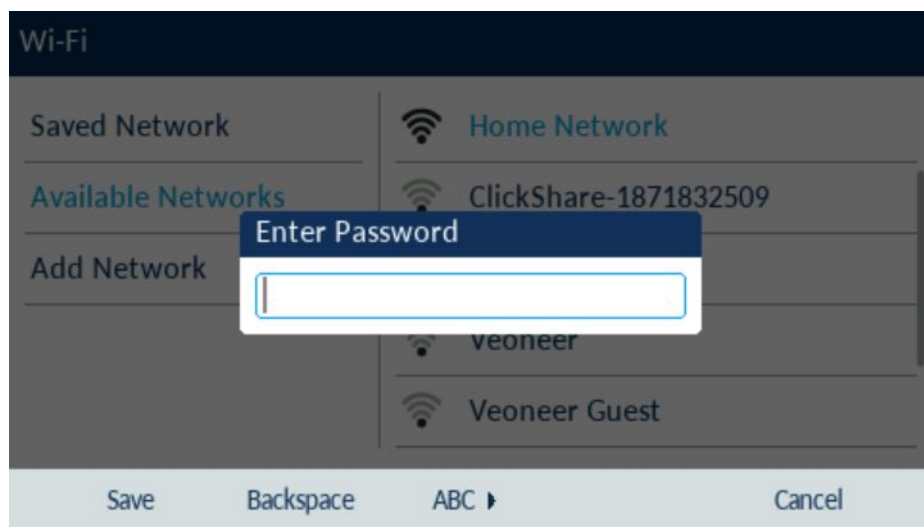 Wi-Fi
Saved Network
Available Networks
Add Network
Home Network
ClickShare-1871832509
Veoneer
Veoneer Guest
Enter Password
Save Backspace ABC Cancel